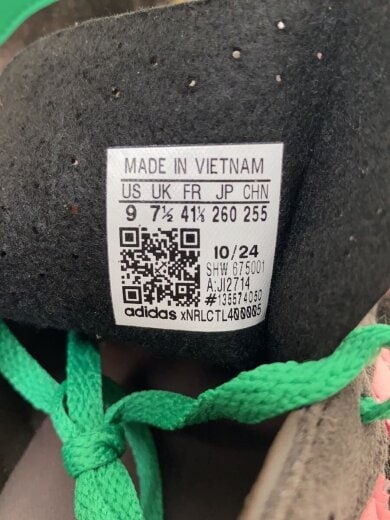 MADE IN VIETNAM
US UK FR JP CHN
9 7½ 41⅓ 260 255
10/24
SHW 675001
A:JI2714
#13557405D
adidas xNRLCTL400005